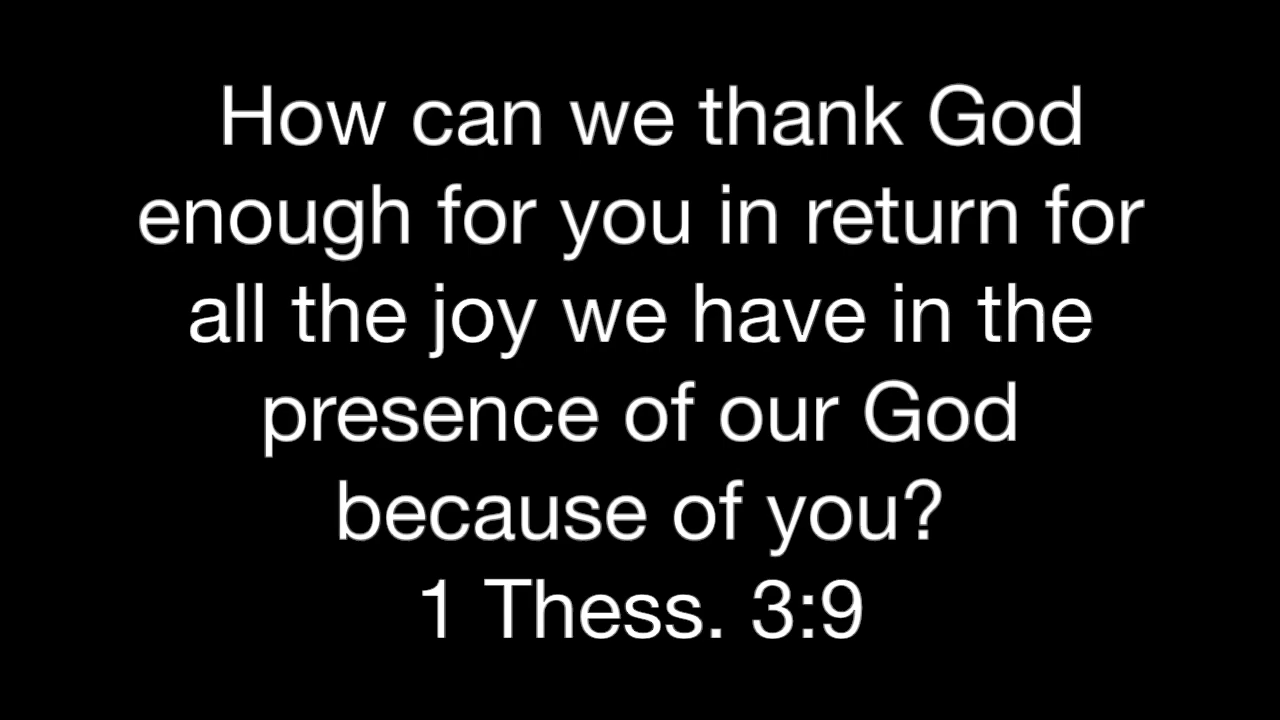 How can we thank God
enough for you in return for
all the joy we have in the
presence of our God
because of you?
1 Thess. 3:9